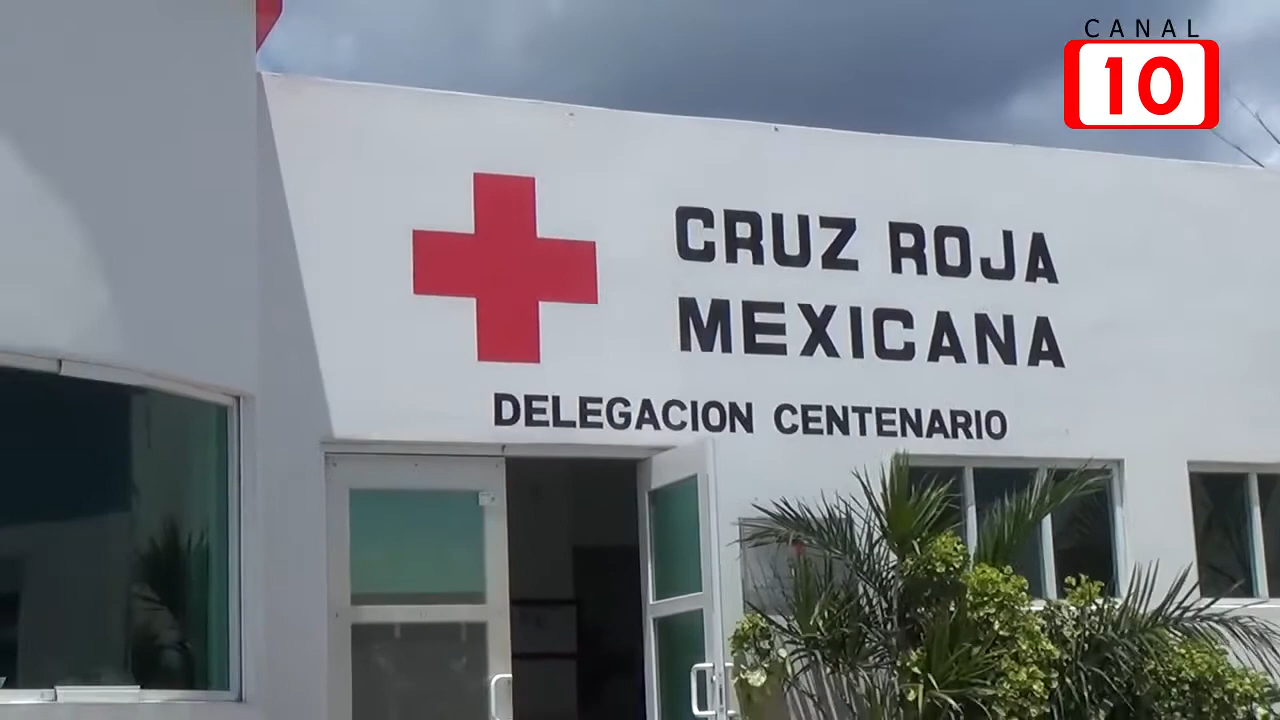 CANAL
10
CRUZ ROJA
MEXICANA
DELEGACION CENTENARIO